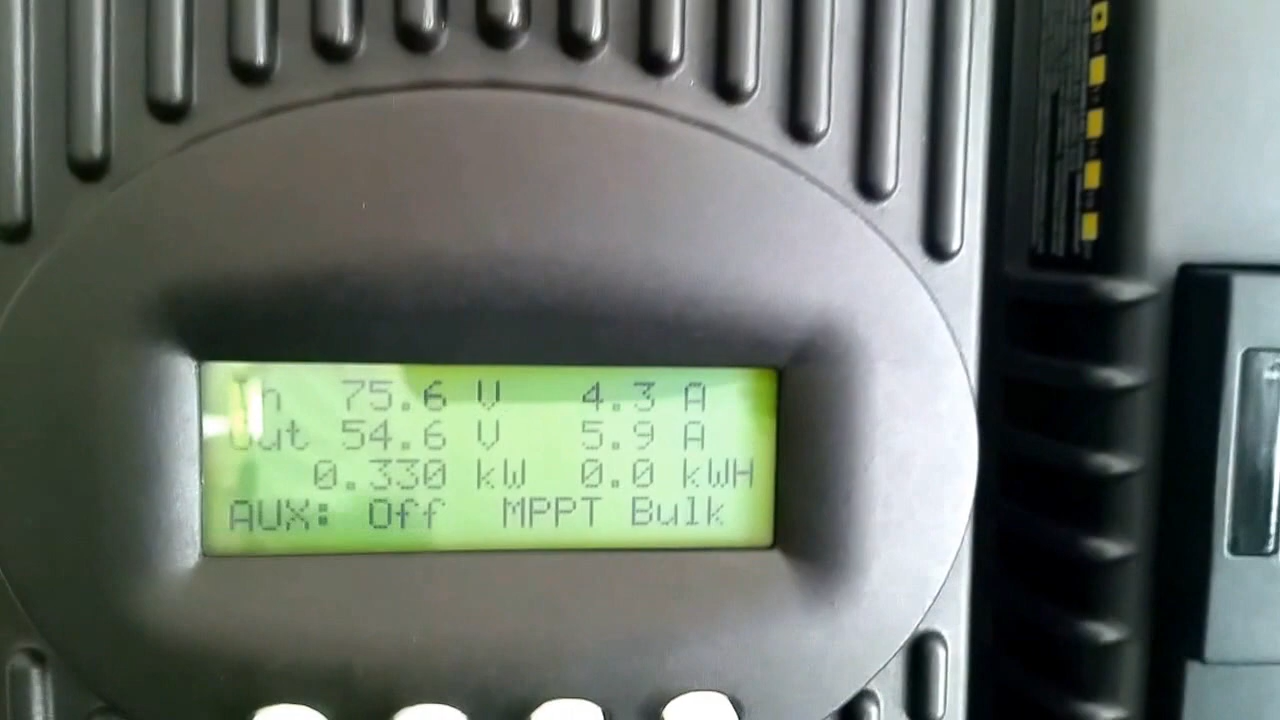 In 75.6 V 4.3 A
Out 54.6 V 5.9 A
0.330 kW 0.0 kWH
AUX: Off MPPT Bulk